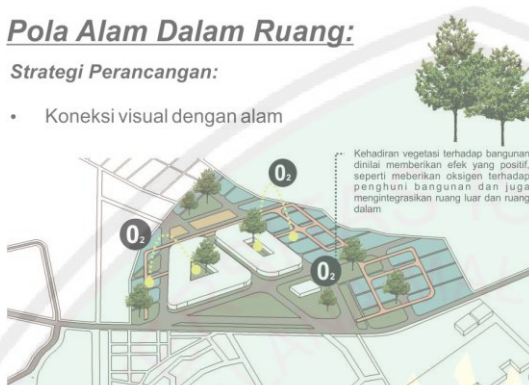 Pola Alam Dalam Ruang:
Strategi Perancangan:
• Koneksi visual dengan alam
Kehadiran vegetasi terhadap bangunan
dinilai memberikan efek yang positif,
seperti meberikan oksigen terhadap
penghuni bangunan dan juga
mengintegrasikan ruang luar dan ruang
dalam
O2
O2
O2